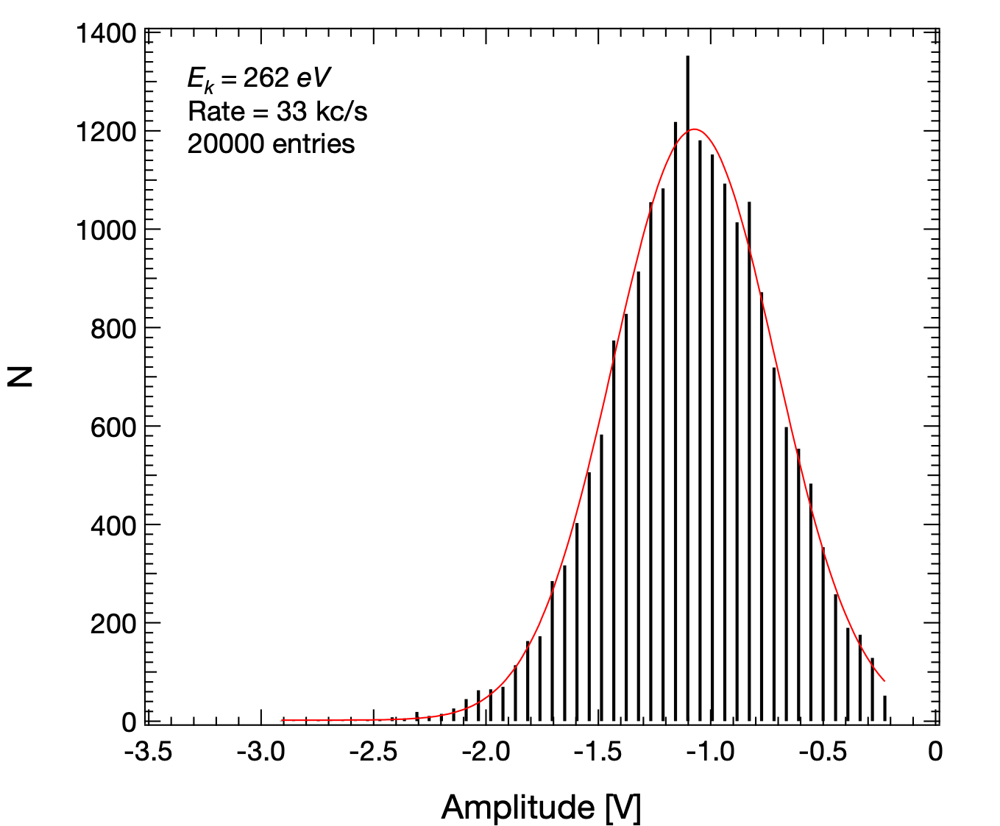 1400
1200
1000
800
600
400
200
0
E_k = 262 eV
Rate = 33 kc/s
20000 entries
N
-3.5 -3.0 -2.5 -2.0 -1.5 -1.0 -0.5 0
Amplitude [V]